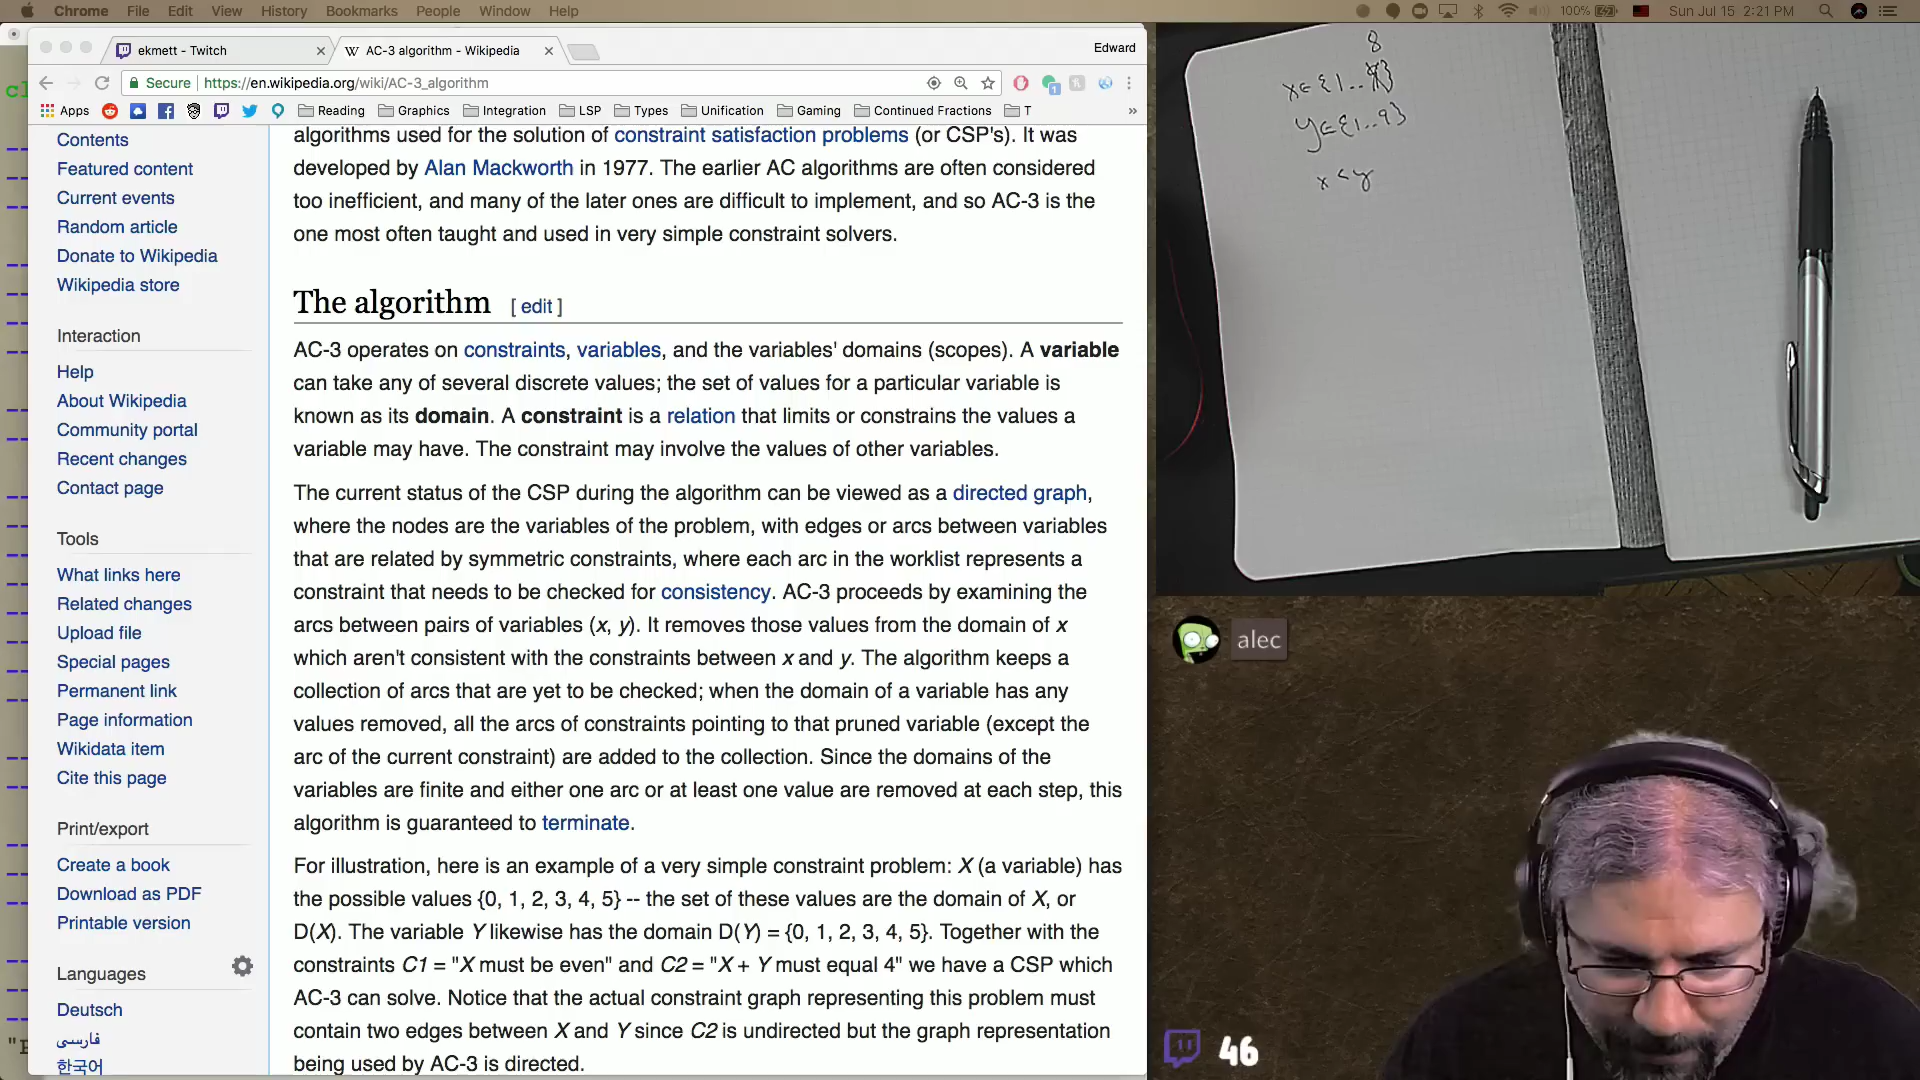 Chrome File Edit View History Bookmarks People Window Help
100% Sun Jul 15 2:21 PM
ekmett - Twitch
AC-3 algorithm - Wikipedia
Edward
Secure https://en.wikipedia.org/wiki/AC-3_algorithm
Apps Reading Graphics Integration LSP Types Unification Gaming Continued Fractions T »
Contents
Featured content
Current events
Random article
Donate to Wikipedia
Wikipedia store
Interaction
Help
About Wikipedia
Community portal
Recent changes
Contact page
Tools
What links here
Related changes
Upload file
Special pages
Permanent link
Page information
Wikidata item
Cite this page
Print/export
Create a book
Download as PDF
Printable version
Languages
Deutsch
فارسی
한국어
algorithms used for the solution of constraint satisfaction problems (or CSP's). It was
developed by Alan Mackworth in 1977. The earlier AC algorithms are often considered
too inefficient, and many of the later ones are difficult to implement, and so AC-3 is the
one most often taught and used in very simple constraint solvers.
The algorithm [ edit ]
AC-3 operates on constraints, variables, and the variables' domains (scopes). A variable
can take any of several discrete values; the set of values for a particular variable is
known as its domain. A constraint is a relation that limits or constrains the values a
variable may have. The constraint may involve the values of other variables.
The current status of the CSP during the algorithm can be viewed as a directed graph,
where the nodes are the variables of the problem, with edges or arcs between variables
that are related by symmetric constraints, where each arc in the worklist represents a
constraint that needs to be checked for consistency. AC-3 proceeds by examining the
arcs between pairs of variables (x, y). It removes those values from the domain of x
which aren't consistent with the constraints between x and y. The algorithm keeps a
collection of arcs that are yet to be checked; when the domain of a variable has any
values removed, all the arcs of constraints pointing to that pruned variable (except the
arc of the current constraint) are added to the collection. Since the domains of the
variables are finite and either one arc or at least one value are removed at each step, this
algorithm is guaranteed to terminate.
For illustration, here is an example of a very simple constraint problem: X (a variable) has
the possible values {0, 1, 2, 3, 4, 5} -- the set of these values are the domain of X, or
D(X). The variable Y likewise has the domain D(Y) = {0, 1, 2, 3, 4, 5}. Together with the
constraints C1 = "X must be even" and C2 = "X + Y must equal 4" we have a CSP which
AC-3 can solve. Notice that the actual constraint graph representing this problem must
contain two edges between X and Y since C2 is undirected but the graph representation
being used by AC-3 is directed.
8
x∈{1..9}
y∈{1..9}
x<y
alec
46